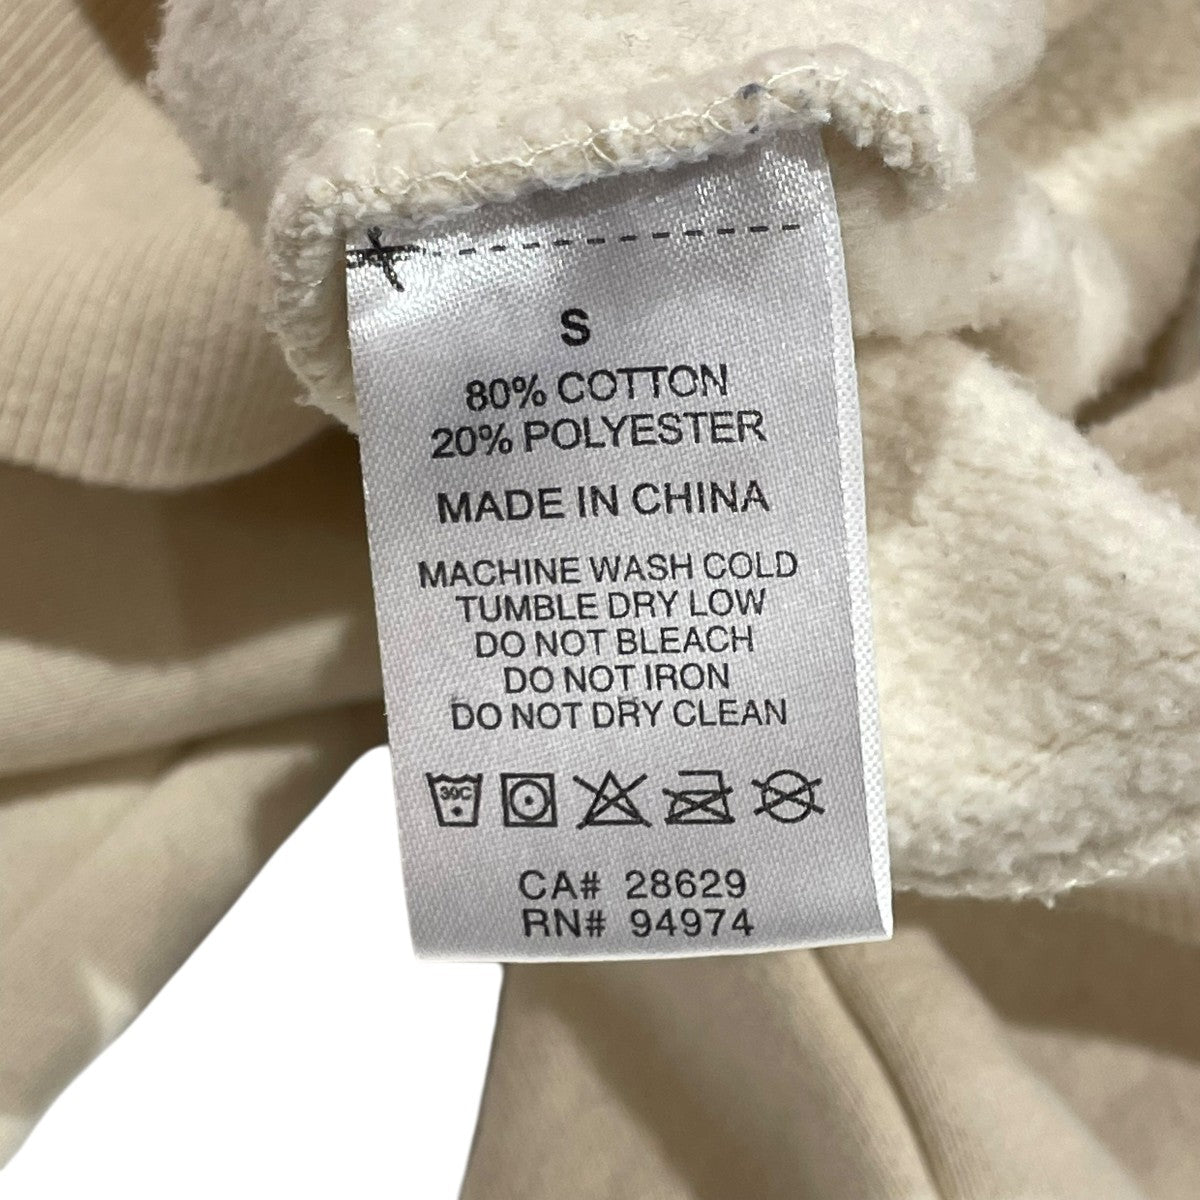 S
80% COTTON
20% POLYESTER
MADE IN CHINA
MACHINE WASH COLD
TUMBLE DRY LOW
DO NOT BLEACH
DO NOT IRON
DO NOT DRY CLEAN
30C
CA# 28629
RN# 94974